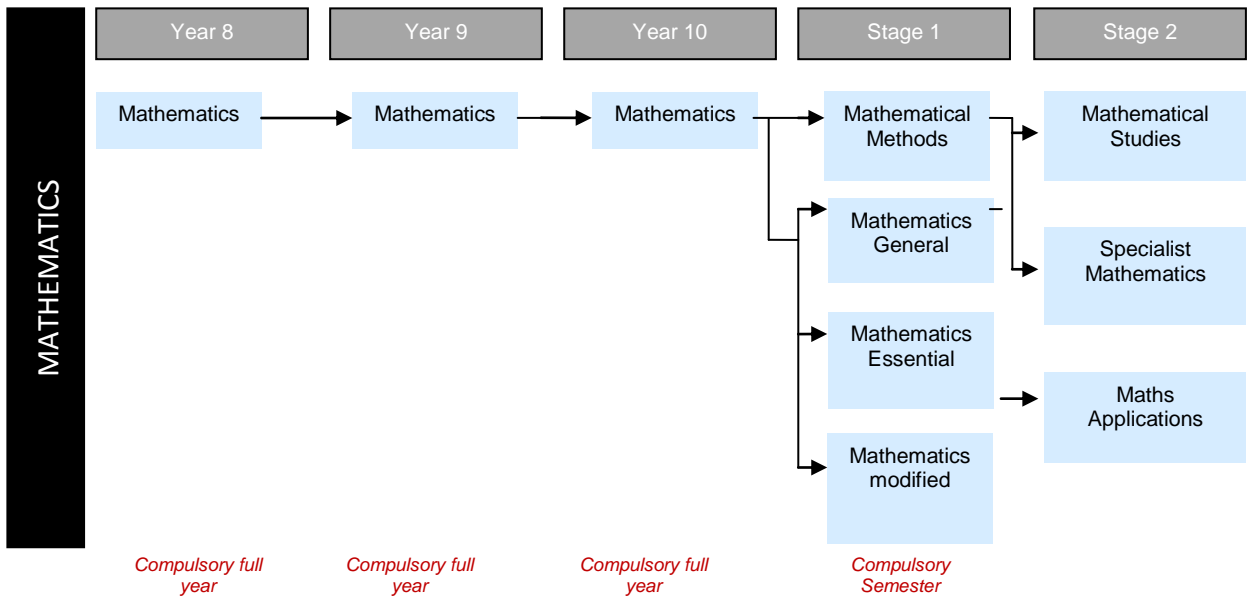 MATHEMATICS
Year 8
Year 9
Year 10
Stage 1
Stage 2
Mathematics
Mathematics
Mathematics
Mathematical
Methods
Mathematical
Studies
Mathematics
General
Specialist
Mathematics
Mathematics
Essential
Maths
Applications
Mathematics
modified
Compulsory full
year
Compulsory full
year
Compulsory full
year
Compulsory
Semester